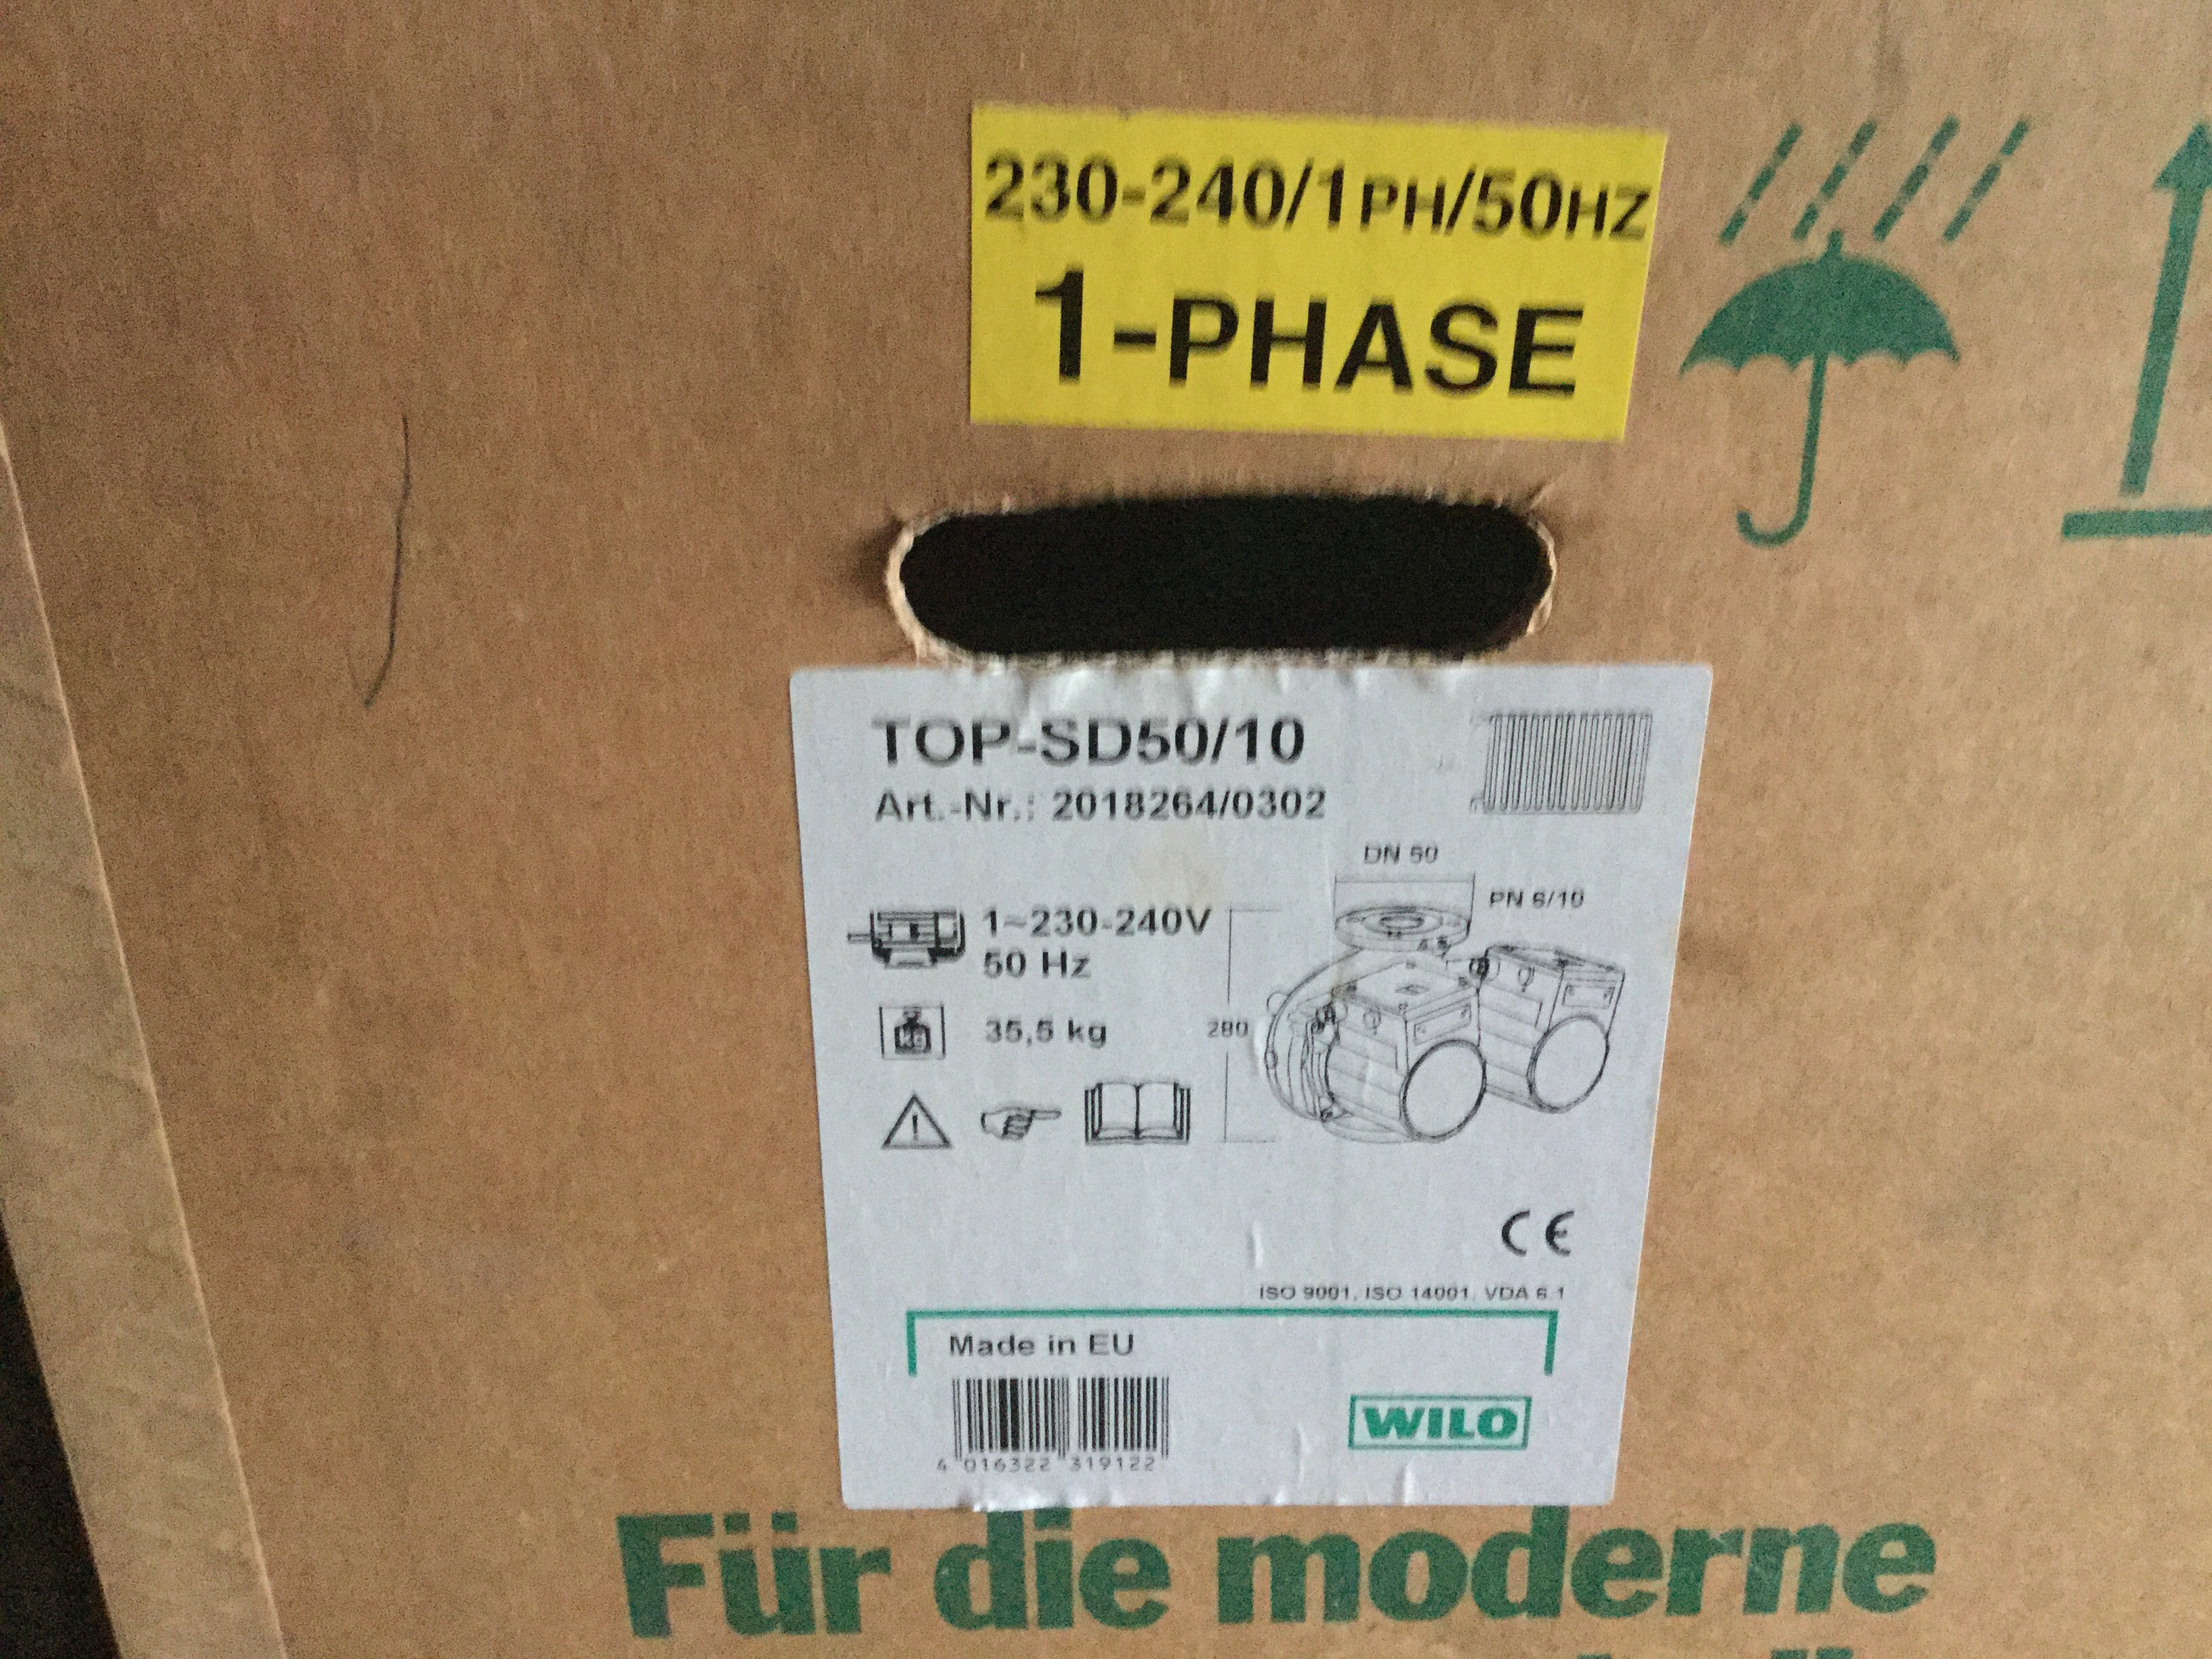 230-240/1PH/50HZ
1-PHASE
TOP-SD50/10
Art.-Nr.: 2018264/0302
DN 50
PN 6/10
1~230-240V
50 Hz
35,5 kg
kg
280
CE
ISO 9001, ISO 14001, VDA 6.1
Made in EU
4 016322 319122
WILO
Für die moderne